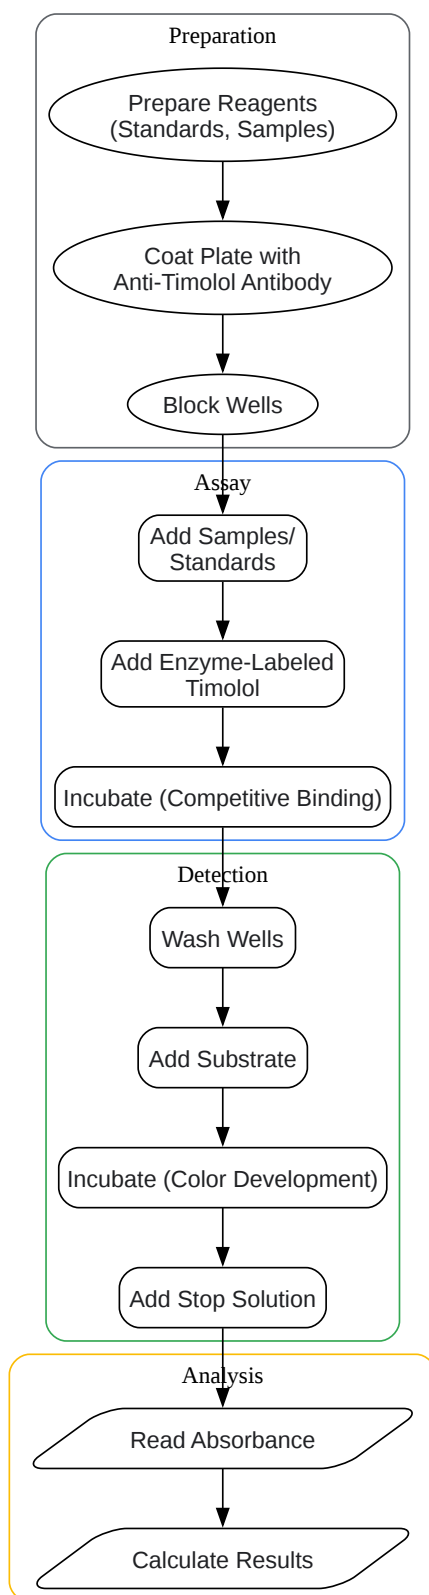 Preparation
Prepare Reagents
(Standards, Samples)
Coat Plate with
Anti-Timolol Antibody
Block Wells
Assay
Add Samples/
Standards
Add Enzyme-Labeled
Timolol
Incubate (Competitive Binding)
Detection
Wash Wells
Add Substrate
Incubate (Color Development)
Add Stop Solution
Analysis
Read Absorbance
Calculate Results